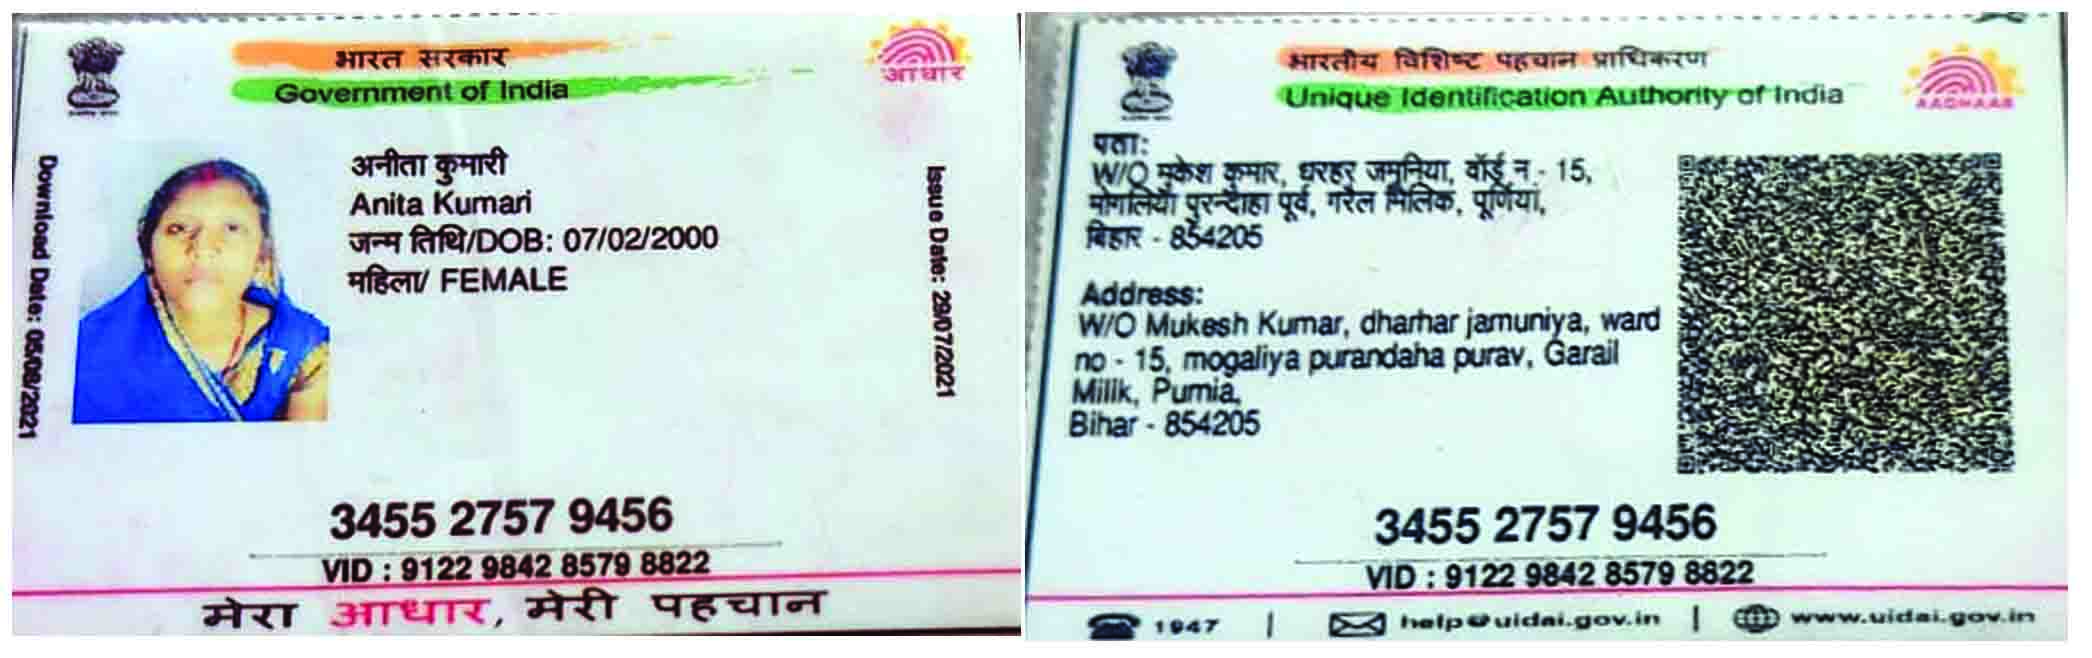 भारत सरकार
Government of India
आधार
Download Date: 05/08/2021
अनीता कुमारी
Anita Kumari
जन्म तिथि/DOB: 07/02/2000
महिला/ FEMALE
Issue Date: 29/07/2021
3455 2757 9456
VID : 9122 9842 8579 8822
मेरा आधार, मेरी पहचान
भारतीय विशिष्ट पहचान प्राधिकरण
Unique Identification Authority of India
AADHAAR
पता:
W/O मुकेश कुमार, धरहर जमुनिया, वॉर्ड न - 15,
मोगलिया पुरन्दाहा पूर्व, गरैल मिलिक, पूर्णिया,
बिहार - 854205
Address:
W/O Mukesh Kumar, dharhar jamuniya, ward
no - 15, mogaliya purandaha purav, Garail
Milik, Purnia,
Bihar - 854205
3455 2757 9456
VID : 9122 9842 8579 8822
1947 | help@uidai.gov.in | www.uidai.gov.in